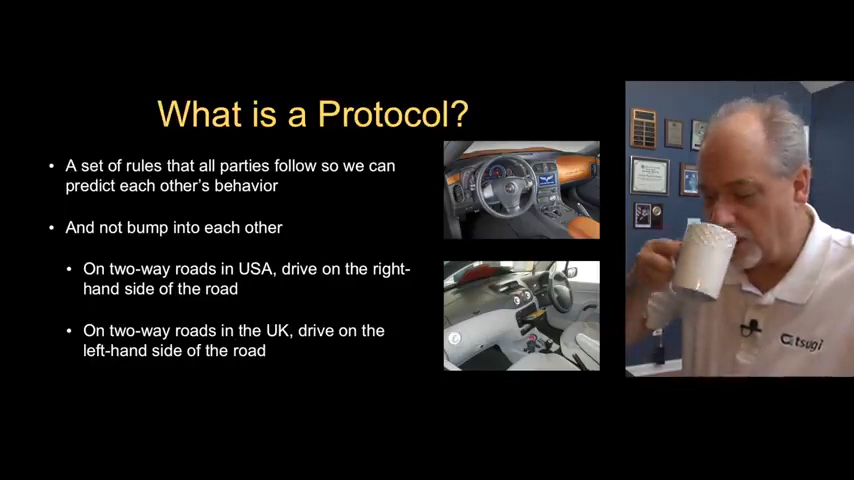 What is a Protocol?
• A set of rules that all parties follow so we can
predict each other's behavior
• And not bump into each other
• On two-way roads in USA, drive on the right-
hand side of the road
• On two-way roads in the UK, drive on the
left-hand side of the road
tsugi